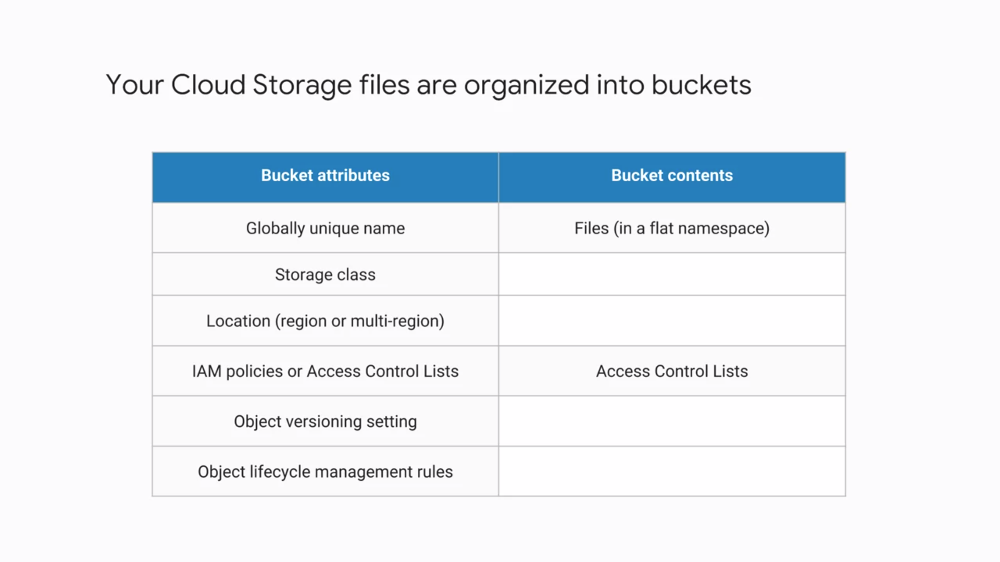 Your Cloud Storage files are organized into buckets
Bucket attributes
Bucket contents
Globally unique name
Files (in a flat namespace)
Storage class
Location (region or multi-region)
IAM policies or Access Control Lists
Access Control Lists
Object versioning setting
Object lifecycle management rules